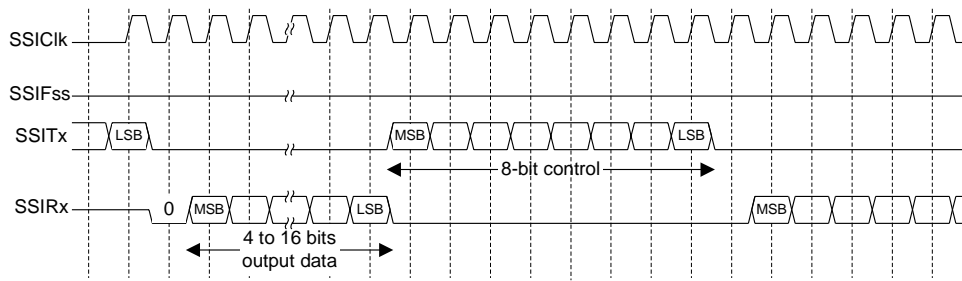 SSIClk
SSIFss
SSITx LSB MSB LSB
8-bit control
SSIRx 0 MSB LSB MSB
4 to 16 bits
output data